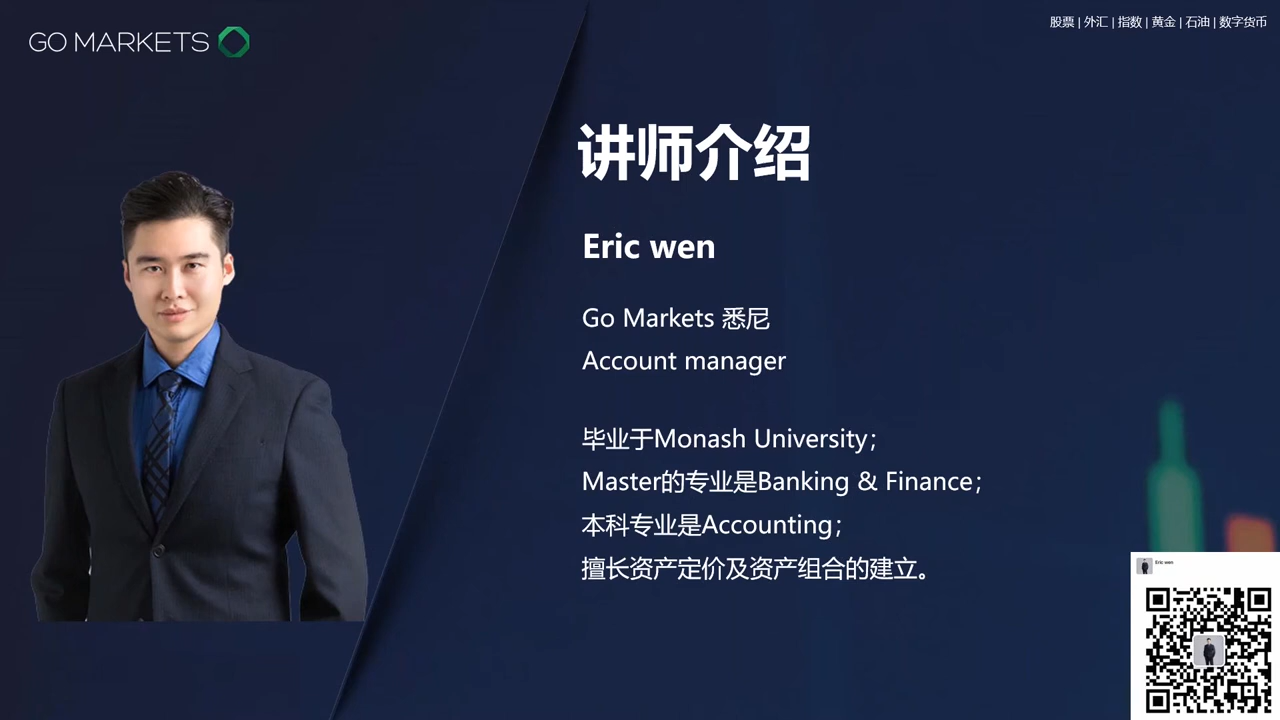 GO MARKETS
股票 | 外汇 | 指数 | 黄金 | 石油 | 数字货币
讲师介绍
Eric wen
Go Markets 悉尼
Account manager
毕业于Monash University；
Master的专业是Banking & Finance；
本科专业是Accounting；
擅长资产定价及资产组合的建立。
Eric wen